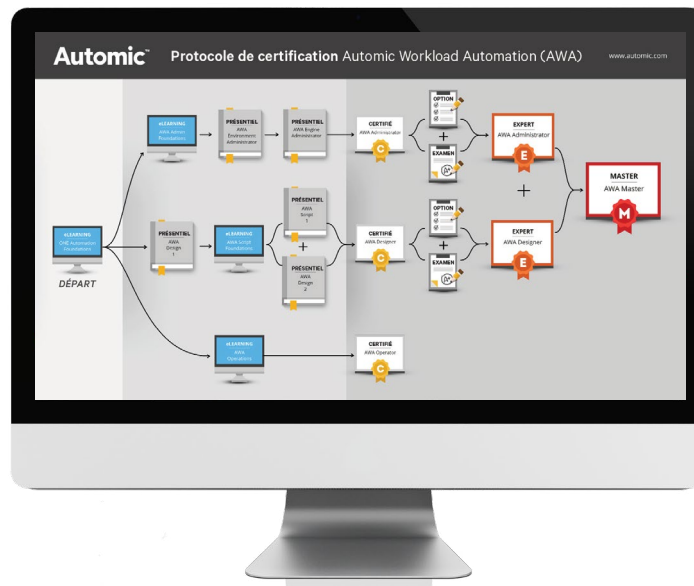 Automic™
Protocole de certification Automic Workload Automation (AWA)
www.automic.com
eLEARNING
AWA Admin
Foundations
PRÉSENTIEL
AWA
Environment
Administrator
PRÉSENTIEL
AWA Engine
Administrator
CERTIFIÉ
AWA Administrator
C
OPTION
+
EXAMEN
A+
EXPERT
AWA Administrator
E
+
MASTER
AWA Master
M
eLEARNING
ONE Automation
Foundations
DÉPART
PRÉSENTIEL
AWA
Design
1
eLEARNING
AWA Script
Foundations
PRÉSENTIEL
AWA
Script
1
+
PRÉSENTIEL
AWA
Design
2
CERTIFIÉ
AWA Designer
C
OPTION
+
EXAMEN
A+
EXPERT
AWA Designer
E
eLEARNING
AWA
Operations
CERTIFIÉ
AWA Operator
C